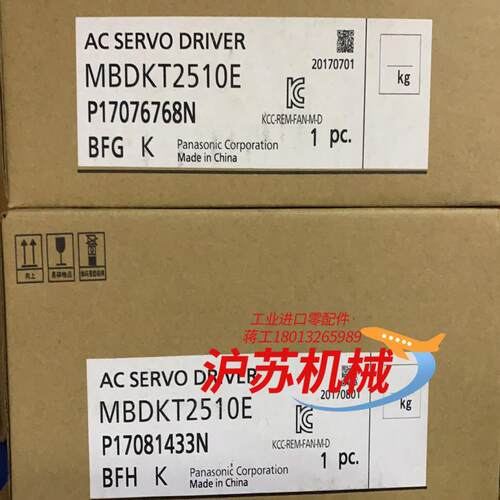 AC SERVO DRIVER
MBDKT2510E
20170701
kg
P17076768N
KCC-REM-FAN-M-D
BFG K
Panasonic Corporation
Made in China
1 pc.
向上
工业进口零配件·
蒋工18013265989
沪苏机械
AC SERVO DRIVER
MBDKT2510E
20170801
kg
P17081433N
KCC-REM-FAN-M-D
BFH K
Panasonic Corporation
Made in China
1 pc.